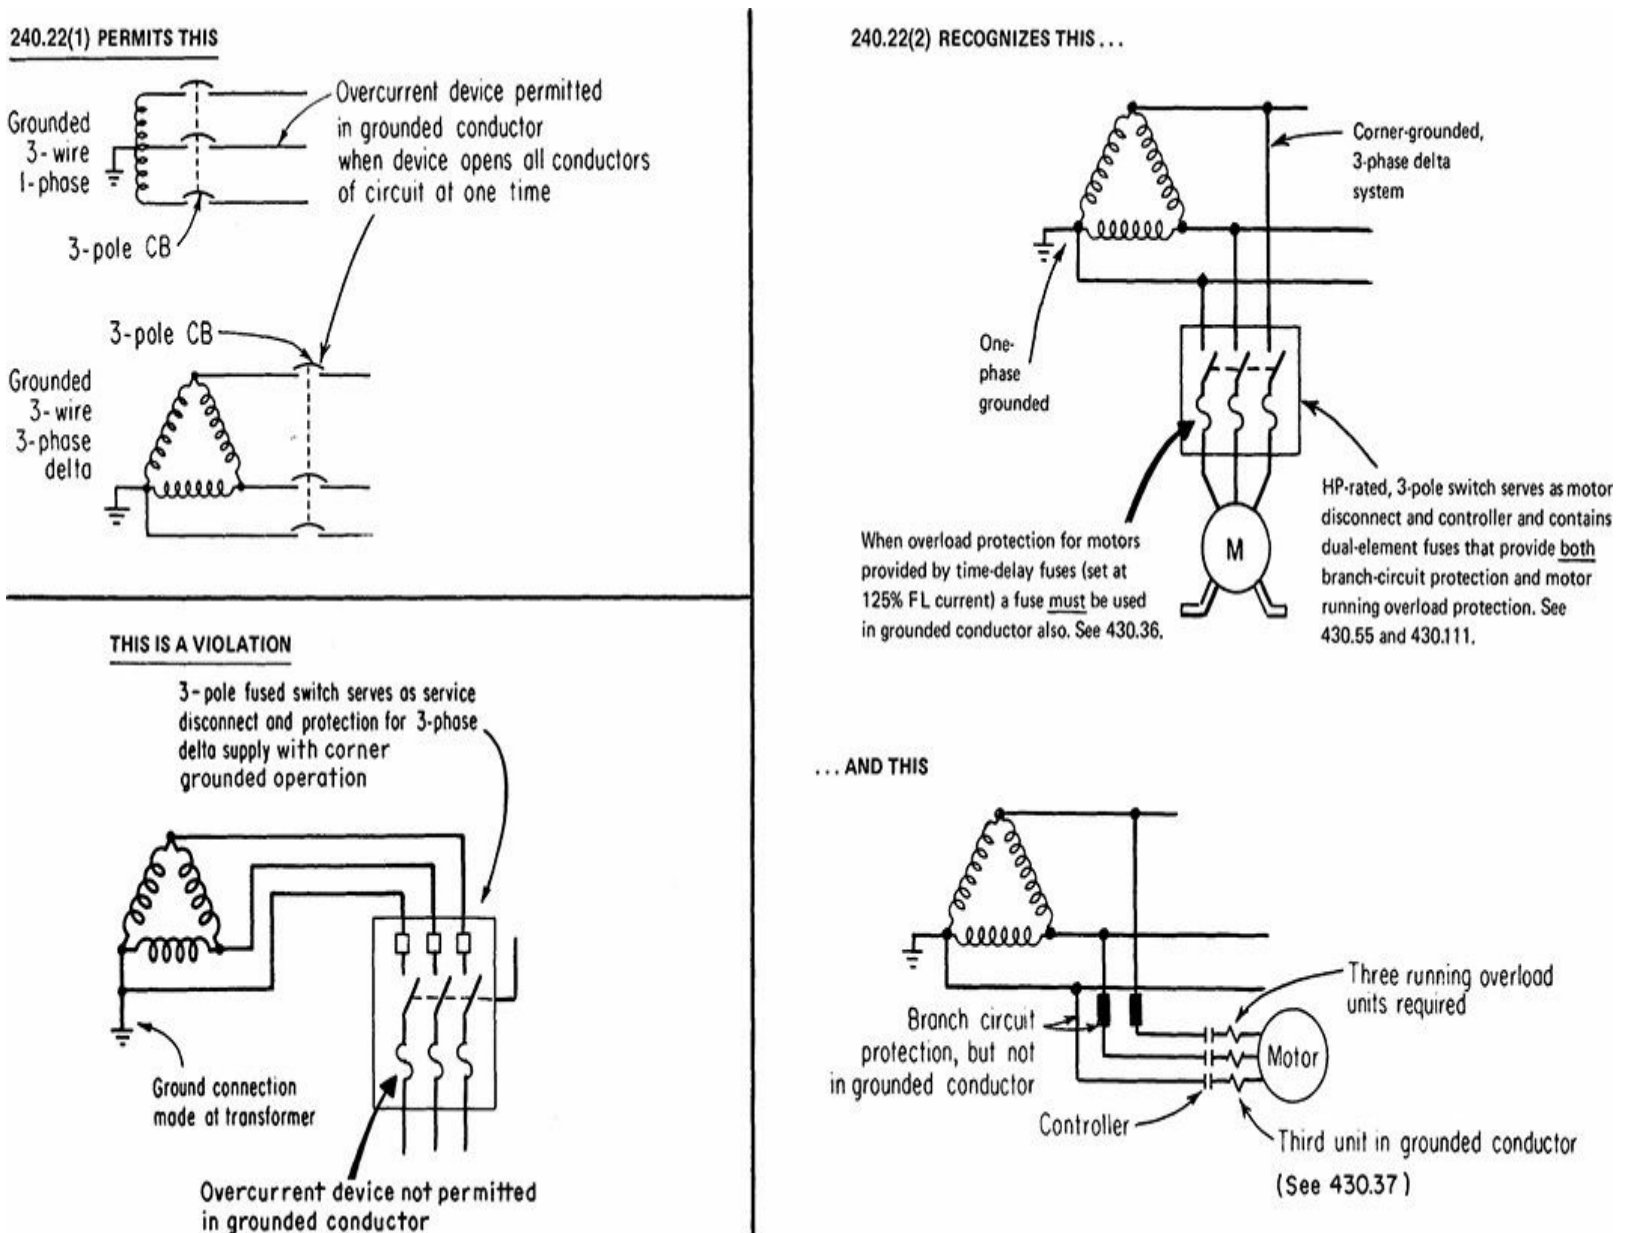 240.22(1) PERMITS THIS
Grounded
3-wire
1-phase
Overcurrent device permitted
in grounded conductor
when device opens all conductors
of circuit at one time
3-pole CB
3-pole CB
Grounded
3-wire
3-phase
delta
THIS IS A VIOLATION
3-pole fused switch serves as service
disconnect and protection for 3-phase
delta supply with corner
grounded operation
Ground connection
made at transformer
Overcurrent device not permitted
in grounded conductor
240.22(2) RECOGNIZES THIS...
Corner-grounded,
3-phase delta
system
One-
phase
grounded
When overload protection for motors
provided by time-delay fuses (set at
125% FL current) a fuse must be used
in grounded conductor also. See 430.36.
M
HP-rated, 3-pole switch serves as motor
disconnect and controller and contains
dual-element fuses that provide both
branch-circuit protection and motor
running overload protection. See
430.55 and 430.111.
...AND THIS
Three running overload
units required
Branch circuit
protection, but not
in grounded conductor
Motor
Controller
Third unit in grounded conductor
(See 430.37)